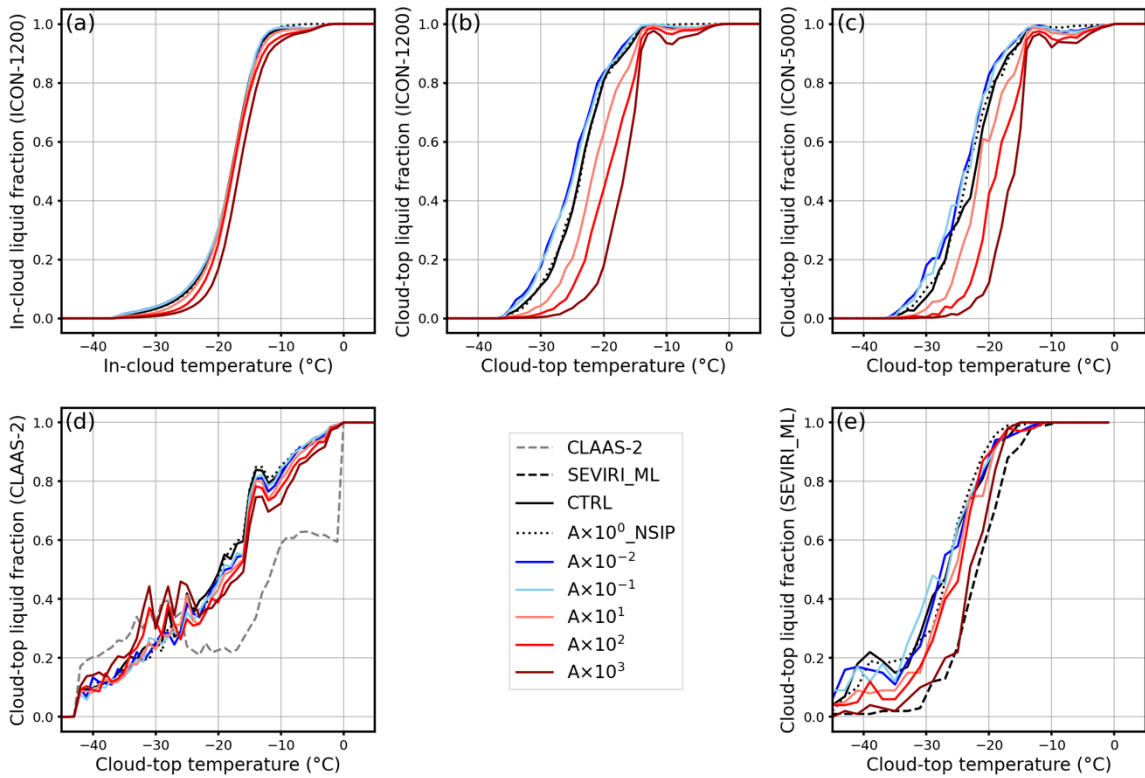 (a)
In-cloud liquid fraction (ICON-1200)
1.0
0.8
0.6
0.4
0.2
0.0
−40 −30 −20 −10 0
In-cloud temperature (°C)
(b)
Cloud-top liquid fraction (ICON-1200)
1.0
0.8
0.6
0.4
0.2
0.0
−40 −30 −20 −10 0
Cloud-top temperature (°C)
(c)
Cloud-top liquid fraction (ICON-5000)
1.0
0.8
0.6
0.4
0.2
0.0
−40 −30 −20 −10 0
Cloud-top temperature (°C)
(d)
Cloud-top liquid fraction (CLAAS-2)
1.0
0.8
0.6
0.4
0.2
0.0
−40 −30 −20 −10 0
Cloud-top temperature (°C)
CLAAS-2
SEVIRI_ML
CTRL
A×10⁰_NSIP
A×10⁻²
A×10⁻¹
A×10¹
A×10²
A×10³
(e)
Cloud-top liquid fraction (SEVIRI_ML)
1.0
0.8
0.6
0.4
0.2
0.0
−40 −30 −20 −10 0
Cloud-top temperature (°C)